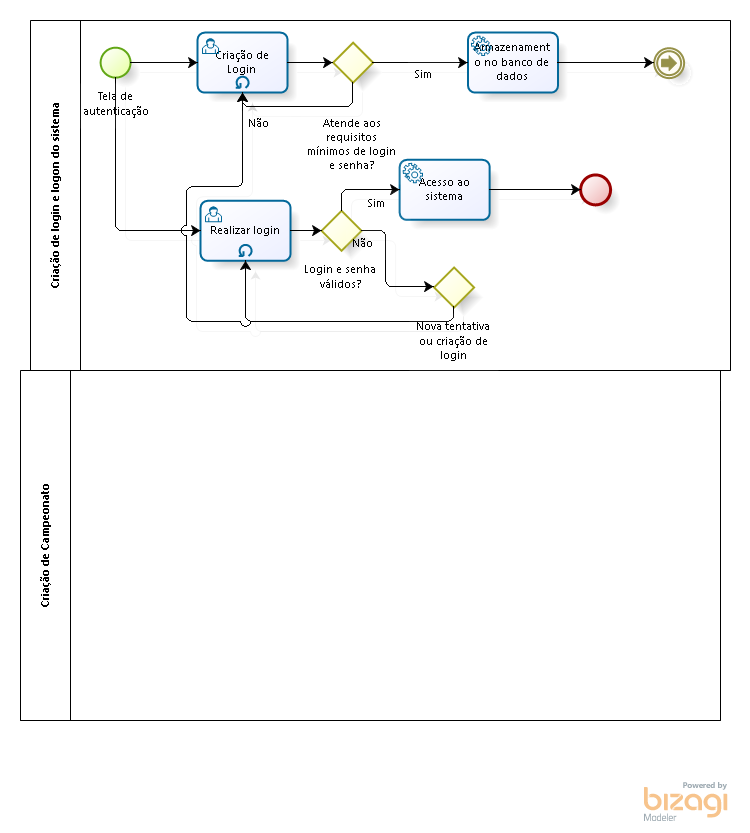 Criação de login e logon do sistema
Tela de
autenticação
Criação de
Login
Não
Atende aos
requisitos
mínimos de login
e senha?
Sim
Armazenament
o no banco de
dados
Realizar login
Login e senha
válidos?
Sim
Não
Acesso ao
sistema
Nova tentativa
ou criação de
login
Criação de Campeonato
Powered by
bizagi
Modeler